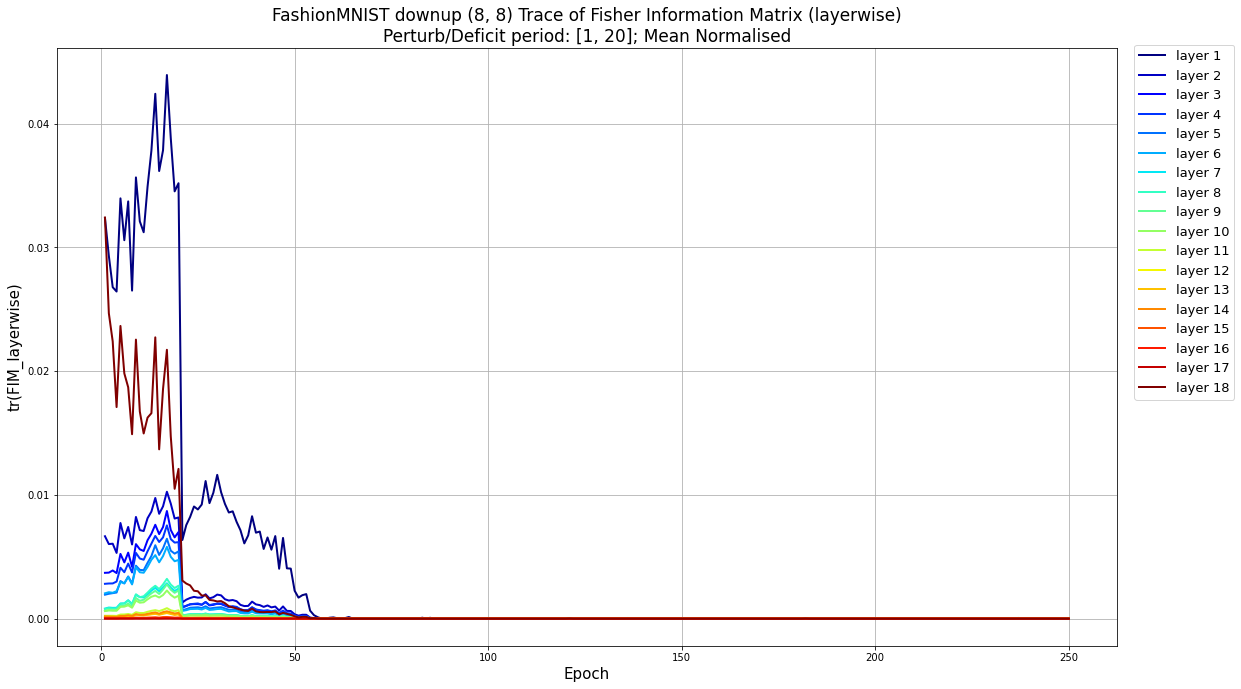 FashionMNIST downup (8, 8) Trace of Fisher Information Matrix (layerwise)
Perturb/Deficit period: [1, 20]; Mean Normalised
tr(FIM_layerwise)
0.04
0.03
0.02
0.01
0.00
0
50
100
150
200
250
Epoch
layer 1
layer 2
layer 3
layer 4
layer 5
layer 6
layer 7
layer 8
layer 9
layer 10
layer 11
layer 12
layer 13
layer 14
layer 15
layer 16
layer 17
layer 18